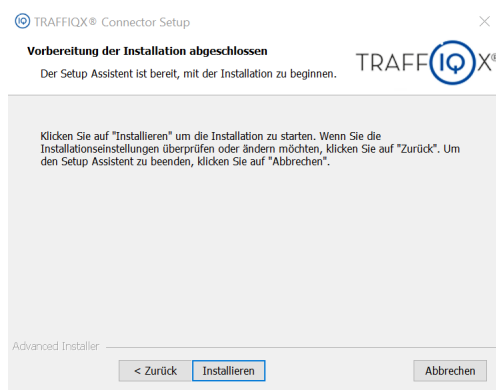 TRAFFIQX® Connector Setup
Vorbereitung der Installation abgeschlossen
Der Setup Assistent ist bereit, mit der Installation zu beginnen.
TRAFFIQX®
Klicken Sie auf "Installieren" um die Installation zu starten. Wenn Sie die
Installationseinstellungen überprüfen oder ändern möchten, klicken Sie auf "Zurück". Um
den Setup Assistent zu beenden, klicken Sie auf "Abbrechen".
Advanced Installer
< Zurück
Installieren
Abbrechen